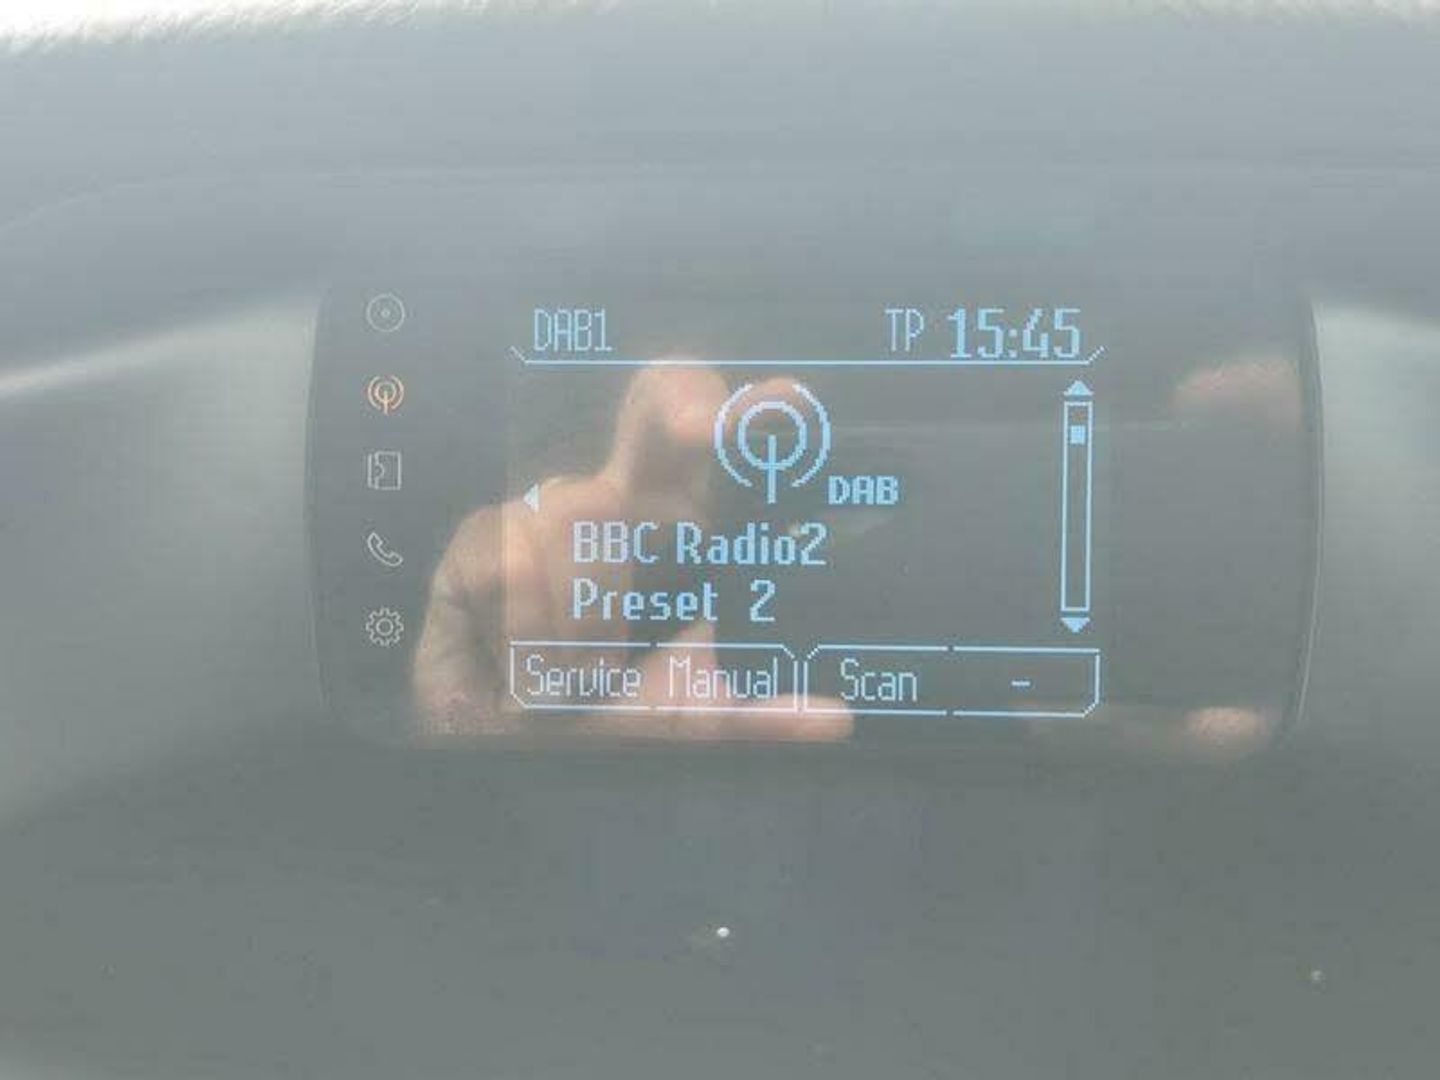 DAB1 TP 15:45
DAB
BBC Radio2
Preset 2
Service Manual Scan -